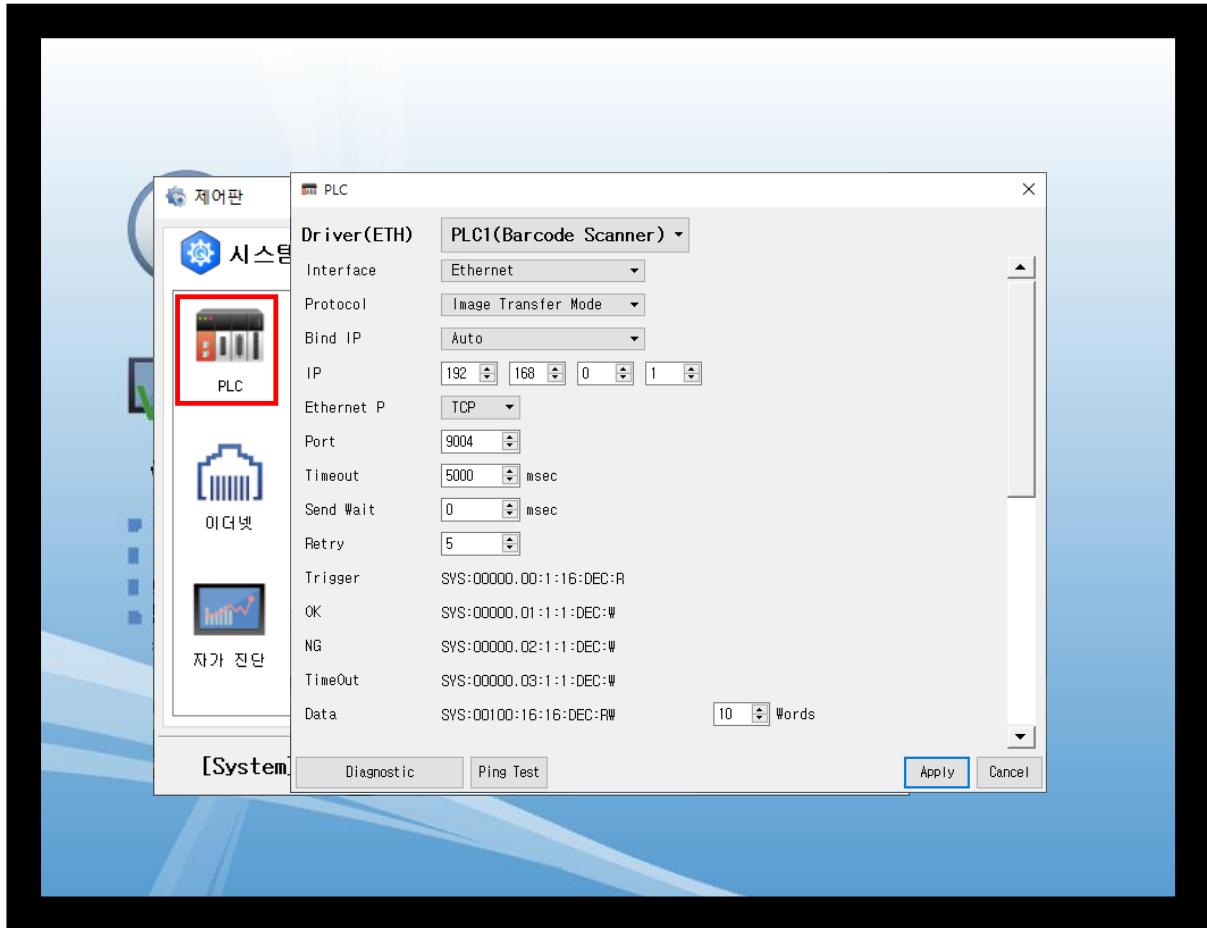 제어판
PLC
시스템
Driver(ETH) PLC1(Barcode Scanner)
Interface Ethernet
Protocol Image Transfer Mode
Bind IP Auto
IP 192 168 0 1
PLC
Ethernet P TCP
Port 9004
Timeout 5000 msec
Send Wait 0 msec
이더넷
Retry 5
Trigger SYS:00000.00:1:16:DEC:R
OK SYS:00000.01:1:1:DEC:W
NG SYS:00000.02:1:1:DEC:W
자가 진단
TimeOut SYS:00000.03:1:1:DEC:W
Data SYS:00100:16:16:DEC:RW 10 Words
[System]
Diagnostic Ping Test Apply Cancel